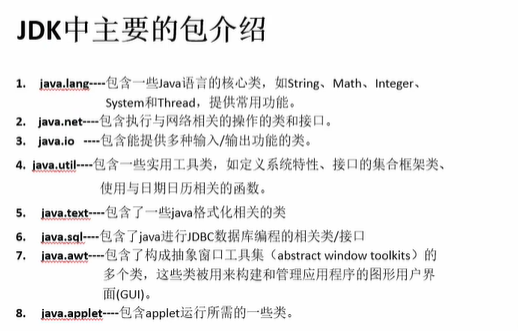 JDK中主要的包介绍
1. java.lang----包含一些Java语言的核心类，如String、Math、Integer、
System和Thread，提供常用功能。
2. java.net----包含执行与网络相关的操作的类和接口。
3. java.io ----包含能提供多种输入/输出功能的类。
4. java.util----包含一些实用工具类，如定义系统特性、接口的集合框架类、
使用与日期日历相关的函数。
5. java.text----包含了一些java格式化相关的类
6. java.sql----包含了java进行JDBC数据库编程的相关类/接口
7. java.awt----包含了构成抽象窗口工具集（abstract window toolkits）的
多个类，这些类被用来构建和管理应用程序的图形用户界
面(GUI)。
8. java.applet----包含applet运行所需的一些类。